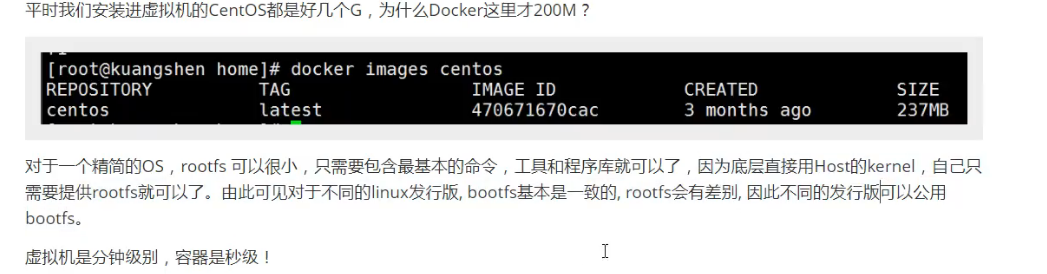 平时我们安装进虚拟机的CentOS都是好几个G，为什么Docker这里才200M？
[root@kuangshen home]# docker images centos
REPOSITORY TAG IMAGE ID CREATED SIZE
centos latest 470671670cac 3 months ago 237MB
对于一个精简的OS，rootfs 可以很小，只需要包含最基本的命令，工具和程序库就可以了，因为底层直接用Host的kernel，自己只
需要提供rootfs就可以了。由此可见对于不同的linux发行版, bootfs基本是一致的, rootfs会有差别, 因此不同的发行版可以公用
bootfs。
虚拟机是分钟级别，容器是秒级！